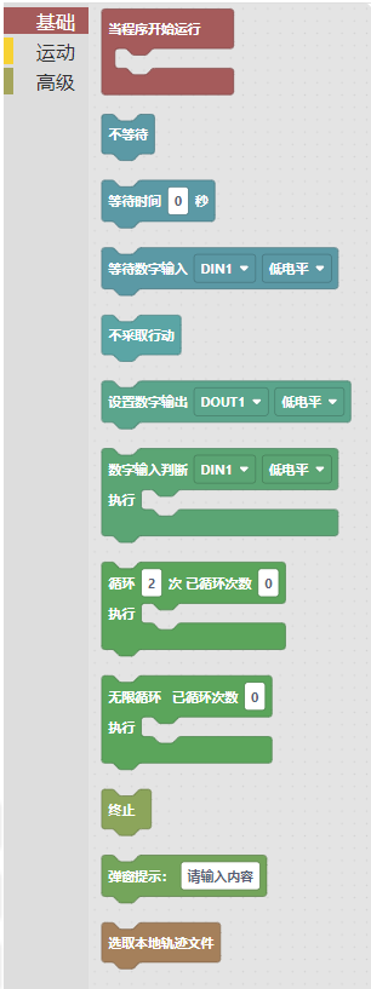 基础
运动
高级
当程序开始运行
不等待
等待时间 0 秒
等待数字输入 DIN1 低电平
不采取行动
设置数字输出 DOUT1 低电平
数字输入判断 DIN1 低电平
执行
循环 2 次 已循环次数 0
执行
无限循环 已循环次数 0
执行
终止
弹窗提示： 请输入内容
选取本地轨迹文件